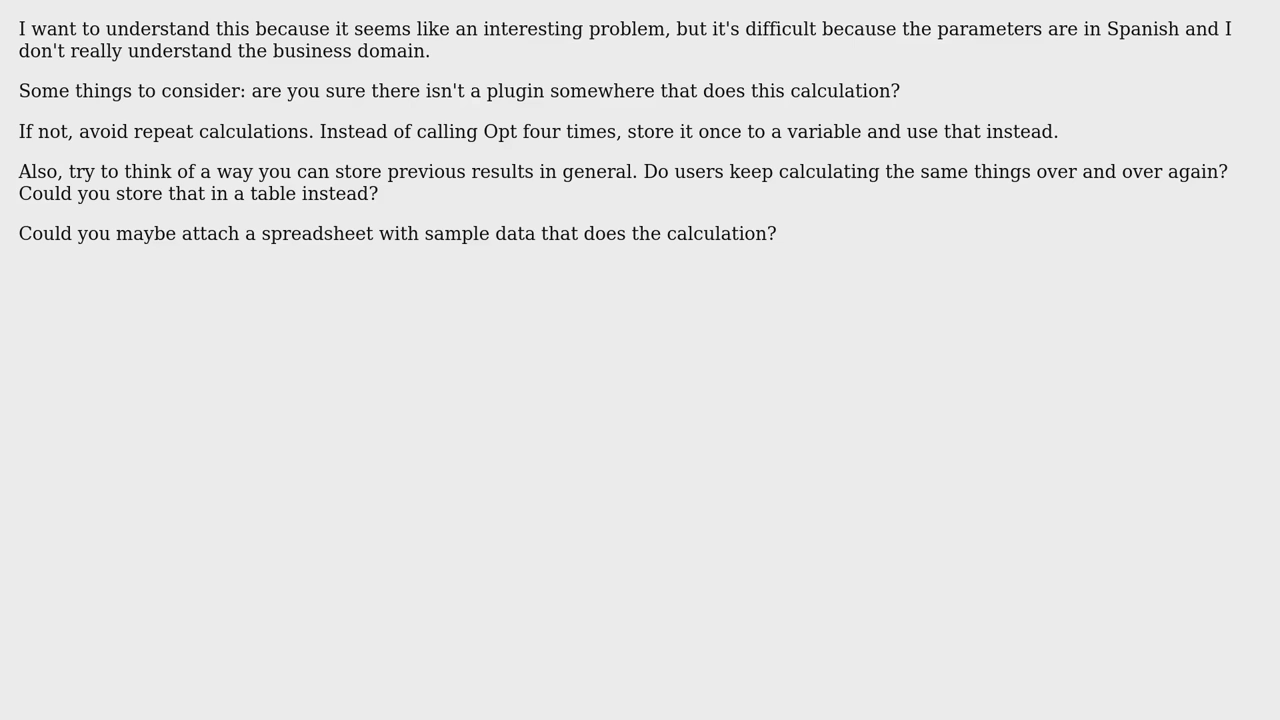 I want to understand this because it seems like an interesting problem, but it's difficult because the parameters are in Spanish and I
don't really understand the business domain.
Some things to consider: are you sure there isn't a plugin somewhere that does this calculation?
If not, avoid repeat calculations. Instead of calling Opt four times, store it once to a variable and use that instead.
Also, try to think of a way you can store previous results in general. Do users keep calculating the same things over and over again?
Could you store that in a table instead?
Could you maybe attach a spreadsheet with sample data that does the calculation?